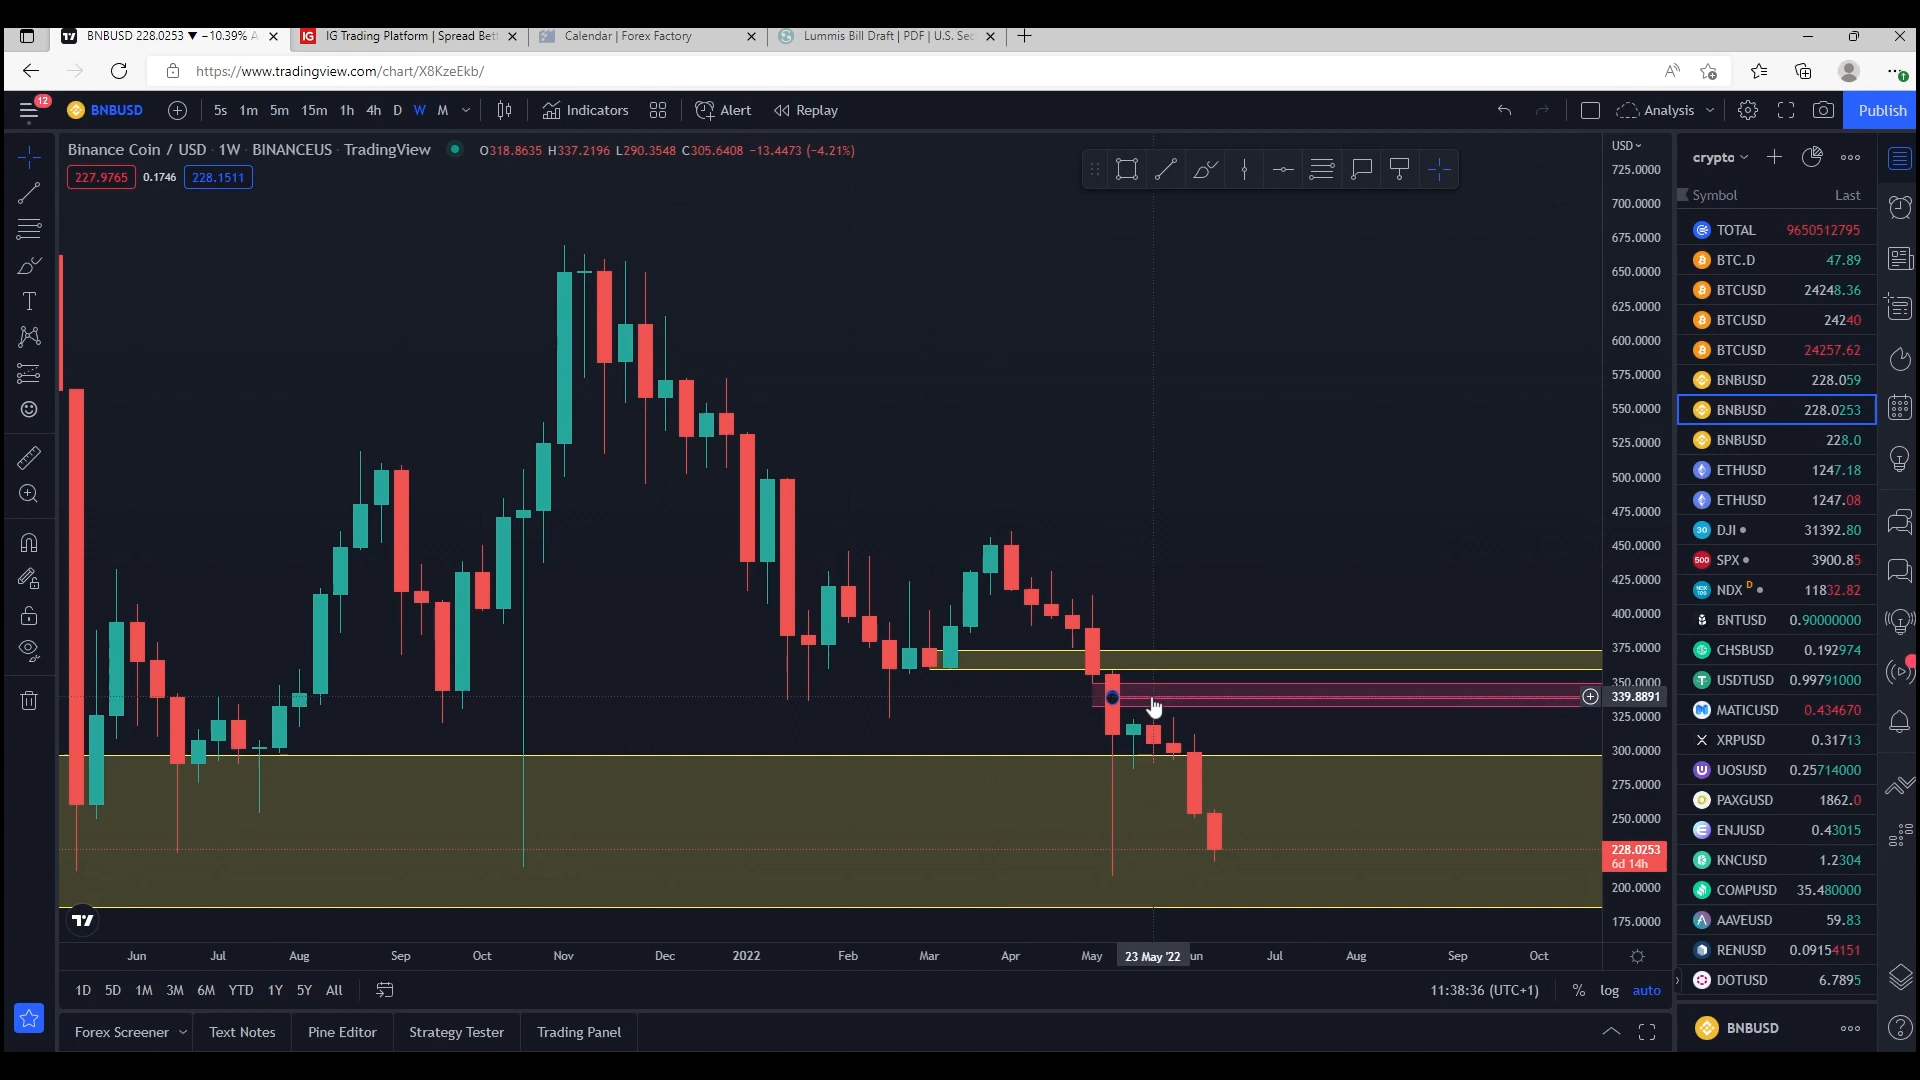 BNBUSD 228.0253 ▼ −10.39% A
IG Trading Platform | Spread Bet
Calendar | Forex Factory
Lummis Bill Draft | PDF | U.S. Sec
https://www.tradingview.com/chart/X8KzeEkb/
12
BNBUSD
5s 1m 5m 15m 1h 4h D W M
Indicators
Alert
Replay
Analysis
Publish
Binance Coin / USD · 1W · BINANCEUS · TradingView
O318.8635 H337.2196 L290.3548 C305.6408 −13.4473 (−4.21%)
227.9765 0.1746 228.1511
USD
725.0000
700.0000
675.0000
650.0000
625.0000
600.0000
575.0000
550.0000
525.0000
500.0000
475.0000
450.0000
425.0000
400.0000
375.0000
350.0000
339.8891
325.0000
300.0000
275.0000
250.0000
228.0253
6d 14h
200.0000
175.0000
Jun Jul Aug Sep Oct Nov Dec 2022 Feb Mar Apr May 23 May '22 un Jul Aug Sep Oct
1D 5D 1M 3M 6M YTD 1Y 5Y All
11:38:36 (UTC+1) % log auto
Forex Screener Text Notes Pine Editor Strategy Tester Trading Panel
crypto
Symbol Last
TOTAL 9650512795
BTC.D 47.89
BTCUSD 24248.36
BTCUSD 24240
BTCUSD 24257.62
BNBUSD 228.059
BNBUSD 228.0253
BNBUSD 228.0
ETHUSD 1247.18
ETHUSD 1247.08
30 DJI 31392.80
500 SPX 3900.85
NDX D 11832.82
BNTUSD 0.90000000
CHSBUSD 0.192974
USDTUSD 0.99791000
MATICUSD 0.434670
XRPUSD 0.31713
UOSUSD 0.25714000
PAXGUSD 1862.0
ENJUSD 0.43015
KNCUSD 1.2304
COMPUSD 35.480000
AAVEUSD 59.83
RENUSD 0.09154151
DOTUSD 6.7895
BNBUSD